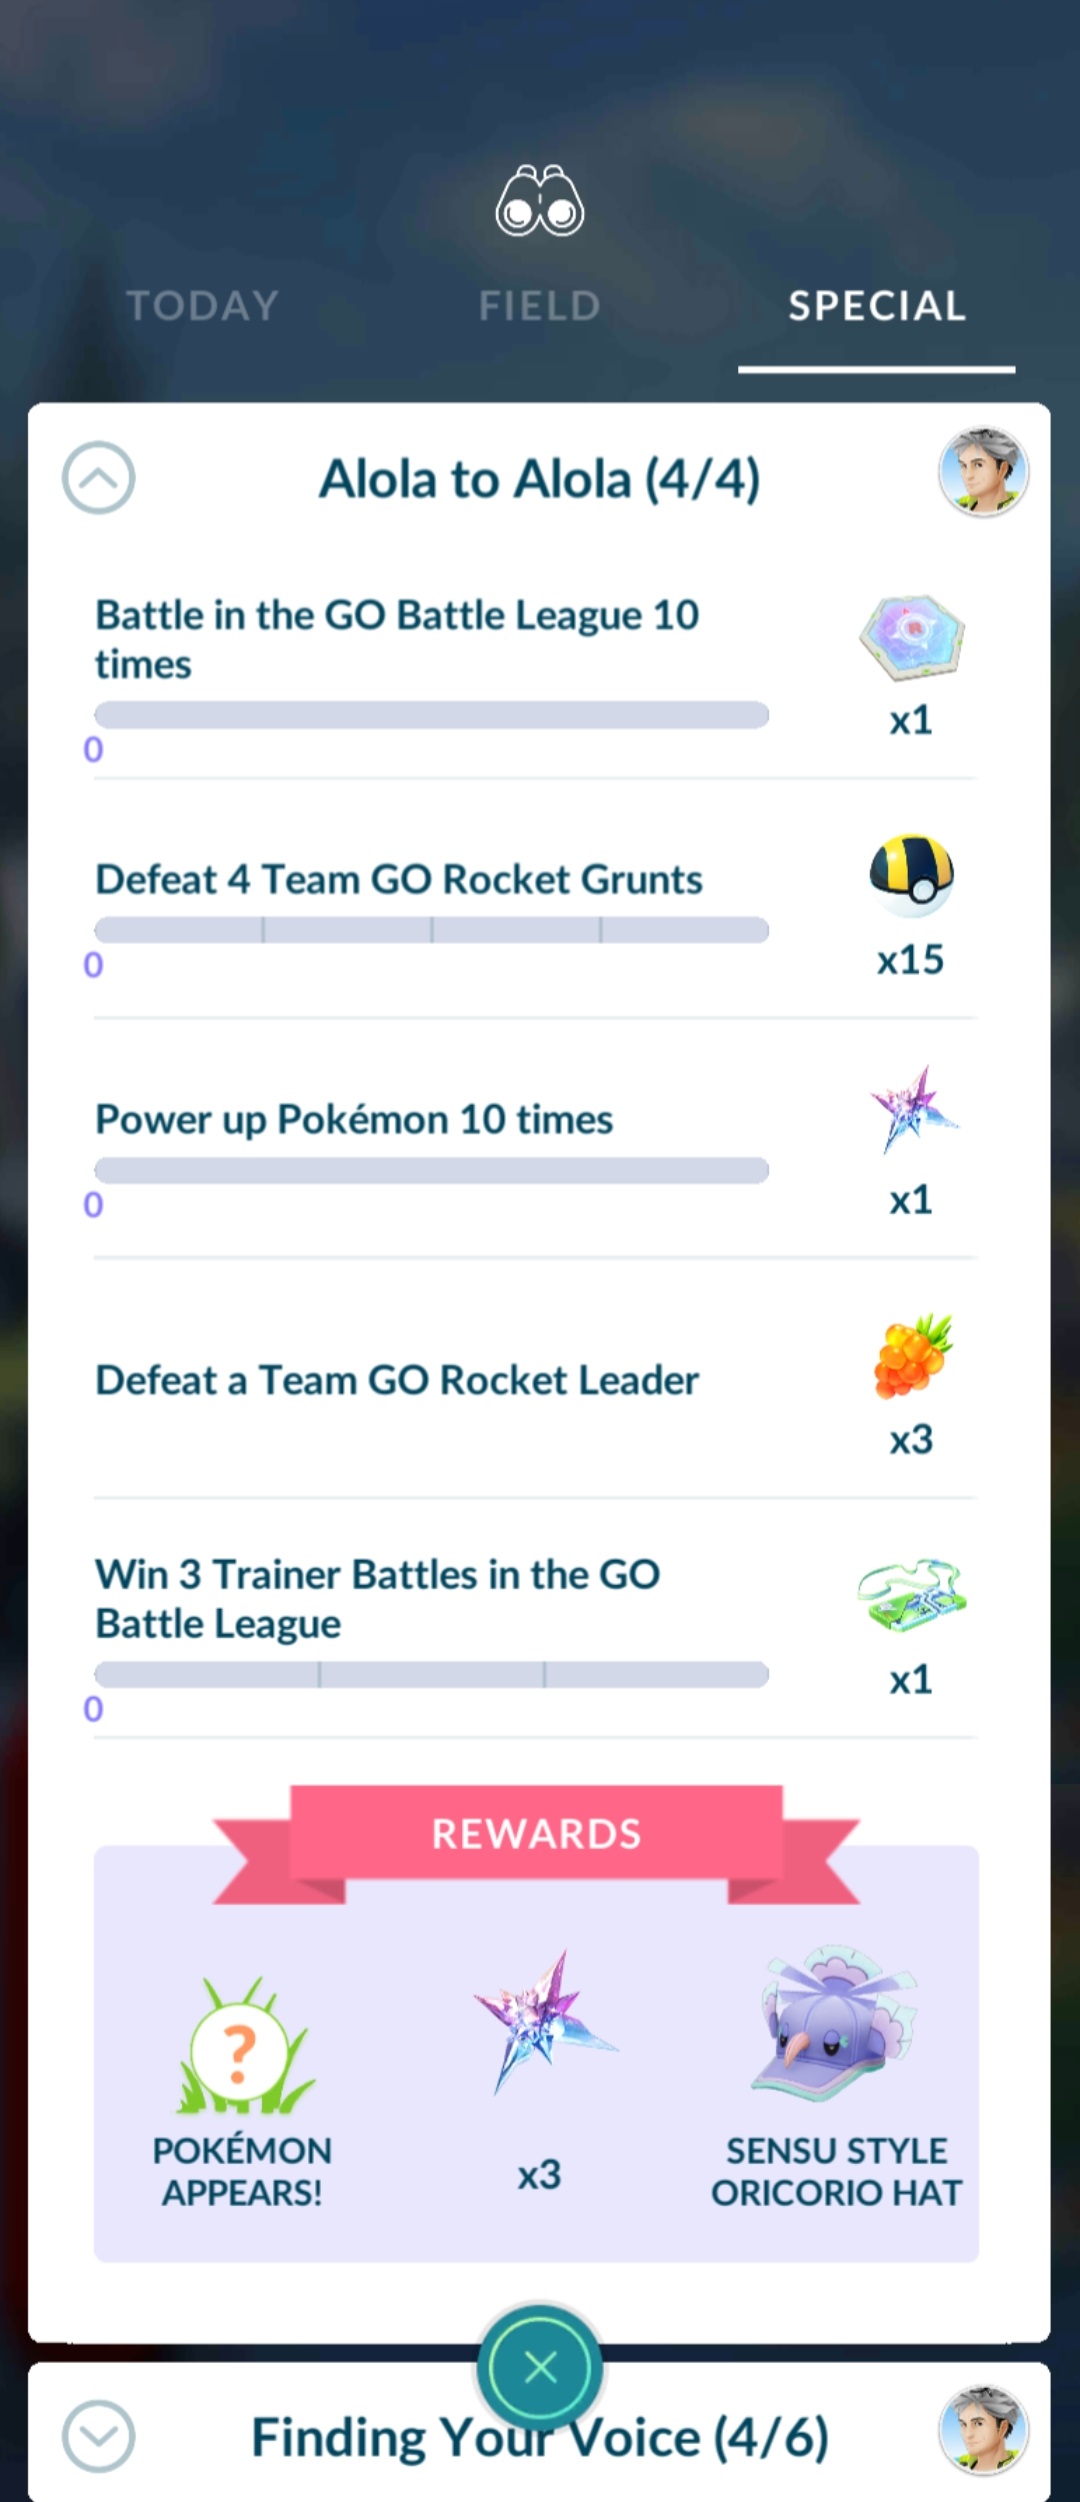 TODAY
FIELD
SPECIAL
Alola to Alola (4/4)
Battle in the GO Battle League 10
times
0
x1
Defeat 4 Team GO Rocket Grunts
0
x15
Power up Pokémon 10 times
0
x1
Defeat a Team GO Rocket Leader
x3
Win 3 Trainer Battles in the GO
Battle League
0
x1
REWARDS
?
POKÉMON
APPEARS!
x3
SENSU STYLE
ORICORIO HAT
Finding Your Voice (4/6)